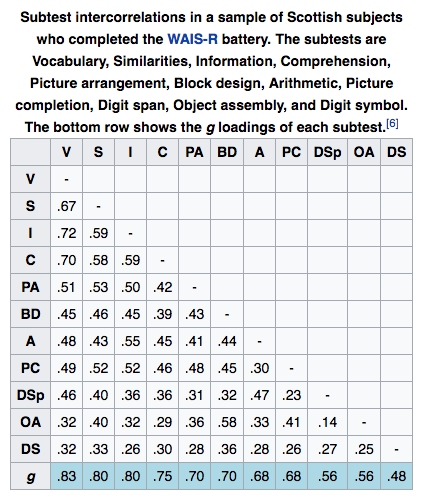 Subtest intercorrelations in a sample of Scottish subjects
who completed the WAIS-R battery. The subtests are
Vocabulary, Similarities, Information, Comprehension,
Picture arrangement, Block design, Arithmetic, Picture
completion, Digit span, Object assembly, and Digit symbol.
The bottom row shows the g loadings of each subtest.[6]
V S I C PA BD A PC DSp OA DS
V -
S .67 -
I .72 .59 -
C .70 .58 .59 -
PA .51 .53 .50 .42 -
BD .45 .46 .45 .39 .43 -
A .48 .43 .55 .45 .41 .44 -
PC .49 .52 .52 .46 .48 .45 .30 -
DSp .46 .40 .36 .36 .31 .32 .47 .23 -
OA .32 .40 .32 .29 .36 .58 .33 .41 .14 -
DS .32 .33 .26 .30 .28 .36 .28 .26 .27 .25 -
g .83 .80 .80 .75 .70 .70 .68 .68 .56 .56 .48